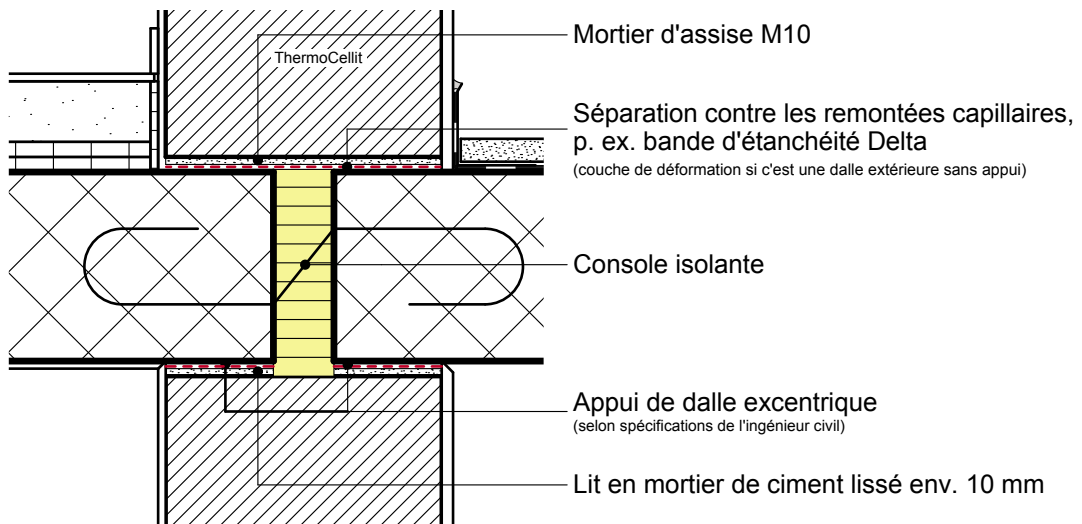 Mortier d'assise M10
ThermoCellit
Séparation contre les remontées capillaires,
p. ex. bande d'étanchéité Delta
(couche de déformation si c'est une dalle extérieure sans appui)
Console isolante
Appui de dalle excentrique
(selon spécifications de l'ingénieur civil)
Lit en mortier de ciment lissé env. 10 mm